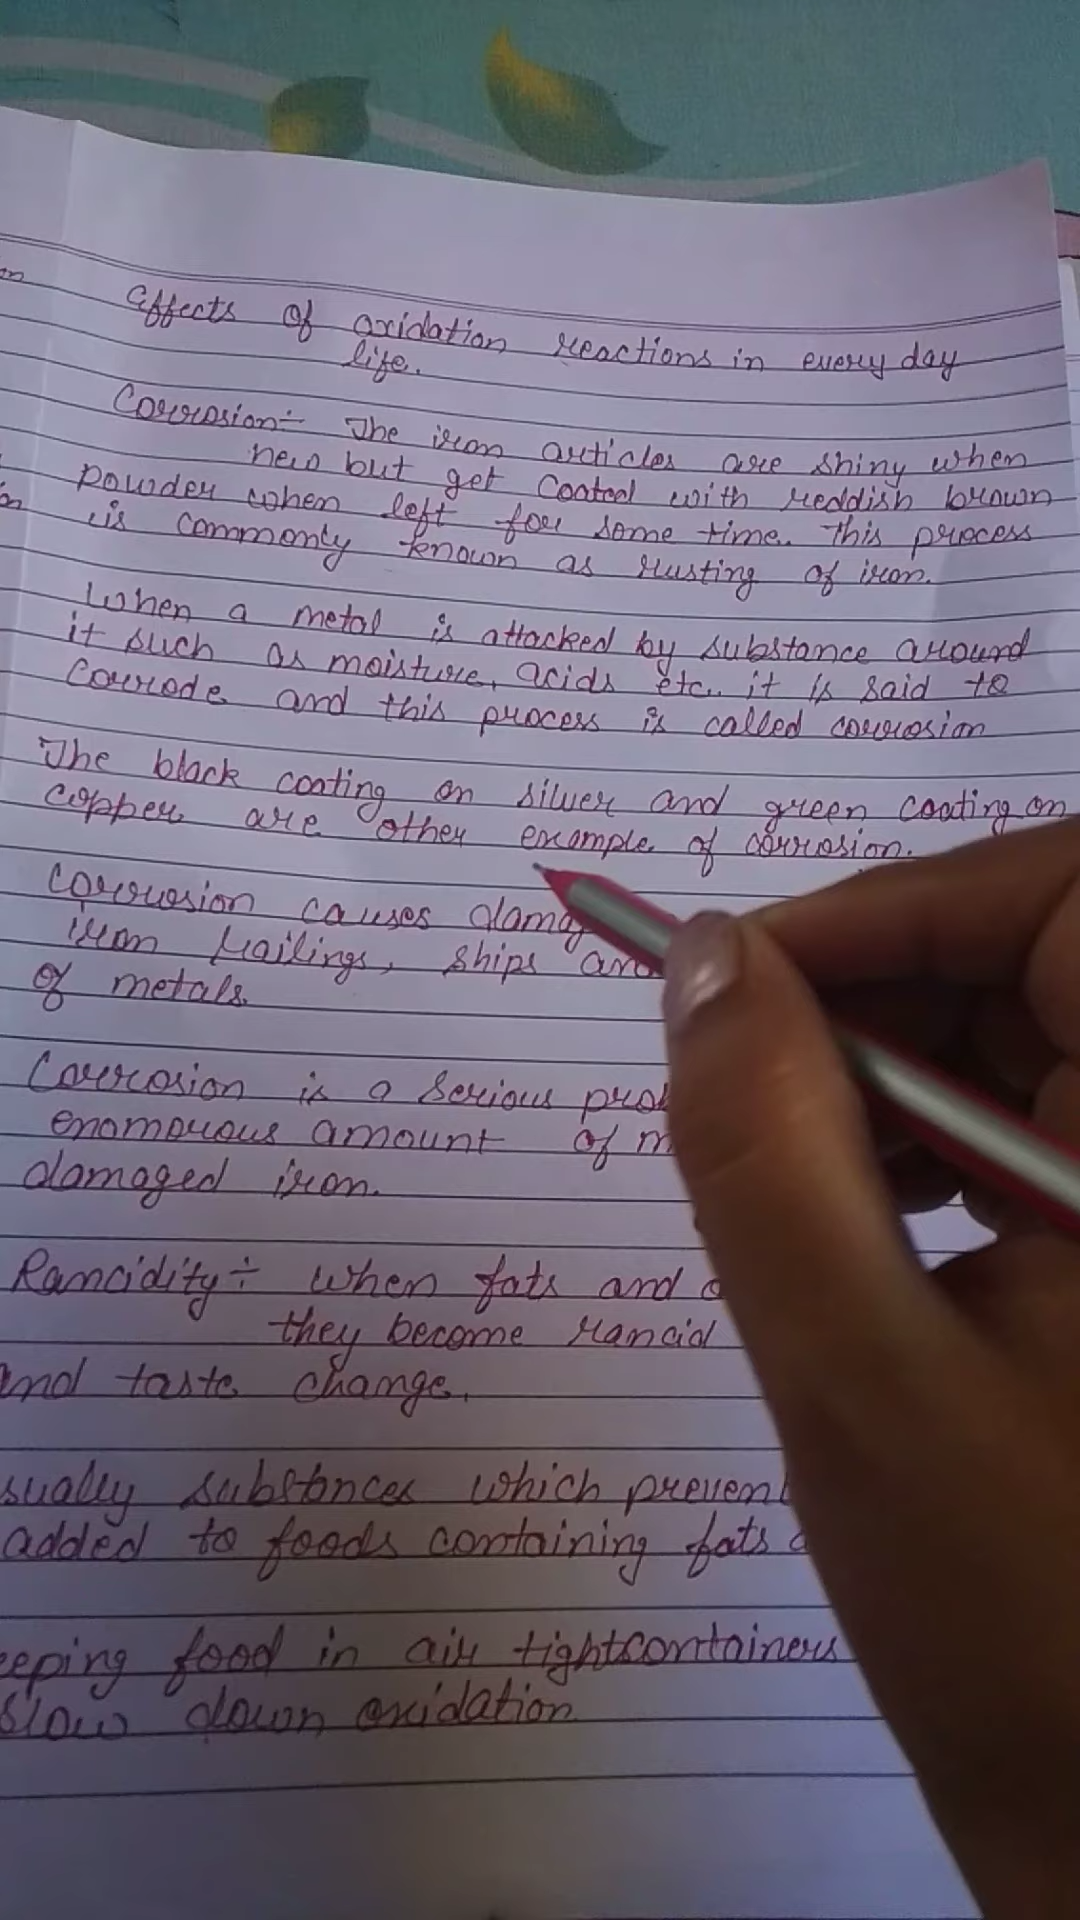 Effects of oxidation reactions in every day
life.
Corrosion÷ The iron articles are shiny when
new but get Coated with reddish brown
powder when left for some time. This process
is commonly known as rusting of iron.
When a metal is attacked by substance around
it such as moisture, acids etc. it is said to
corrode and this process is called corrosion
The black coating on silver and green coating on
copper are other example of corrosion.
Corrosion causes damag
iron railings, ships and
of metals.
Corrosion is a serious prob
enomorous amount of m
damaged iron.
Rancidity÷ When fats and o
they become rancid
and taste change.
sually substances which prevent
added to foods containing fats a
eeping food in air tightcontainers
slow down oxidation